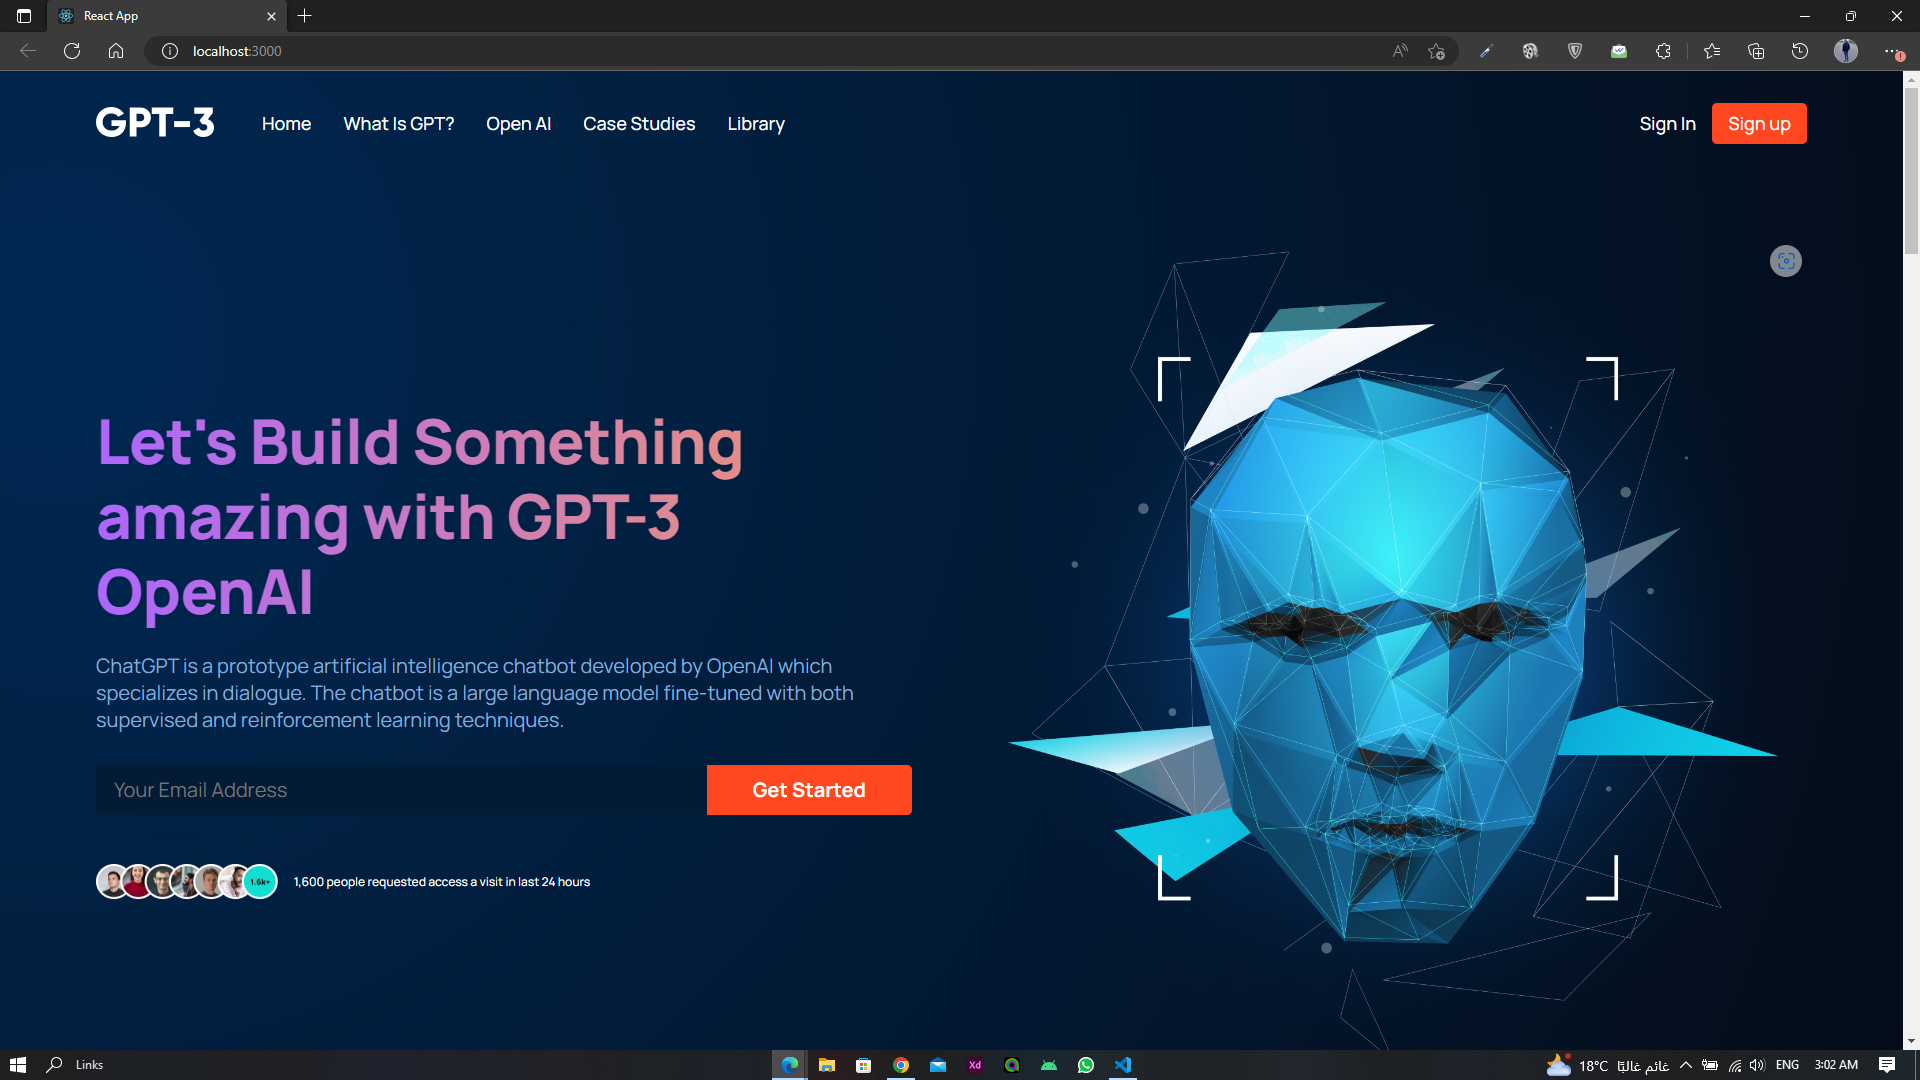 React App
localhost:3000
GPT-3
Home What Is GPT? Open AI Case Studies Library
Sign In Sign up
Let's Build Something
amazing with GPT-3
OpenAI
ChatGPT is a prototype artificial intelligence chatbot developed by OpenAI which
specializes in dialogue. The chatbot is a large language model fine-tuned with both
supervised and reinforcement learning techniques.
Your Email Address Get Started
1.6k+ 1,600 people requested access a visit in last 24 hours
Links Xd 18°C غائم غالبًا ENG 3:02 AM